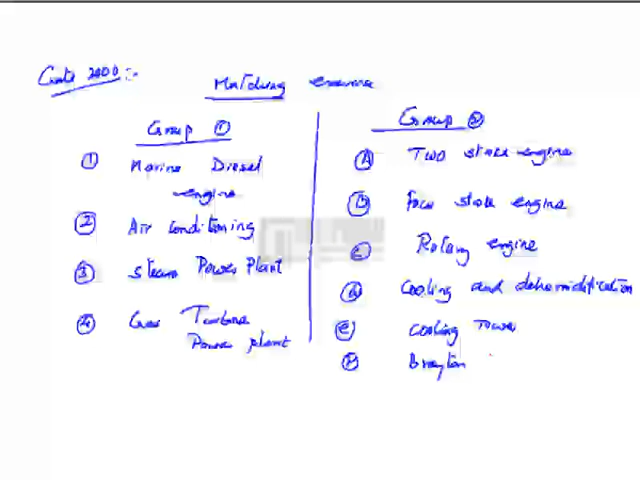 Gate 2000 :-
Matching exercise
Group ①
① Marine Diesel
engine
② Air conditioning
③ Steam Power Plant
④ Gas Turbine
Power plant
Group ②
Ⓐ Two stroke engine
Ⓑ Four stroke engine
Ⓒ Rotary engine
Ⓓ Cooling and dehumidification
Ⓔ Cooling Tower
Ⓕ Brayton